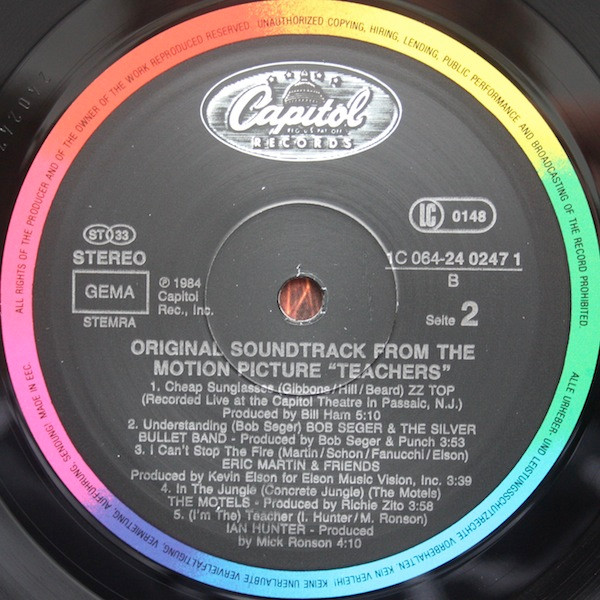 ALL RIGHTS OF THE PRODUCER AND OF THE OWNER OF THE WORK REPRODUCED RESERVED. UNAUTHORIZED COPYING, HIRING, LENDING, PUBLIC PERFORMANCE AND BROADCASTING OF THE RECORD PROHIBITED.
Capitol
REG. U.S. PAT. OFF.
RECORDS
ST 33
STEREO
GEMA
STEMRA
℗ 1984
Capitol
Rec., Inc.
LC 0148
1C 064-24 0247 1
B
Seite 2
ORIGINAL SOUNDTRACK FROM THE
MOTION PICTURE "TEACHERS"
1. Cheap Sunglasses (Gibbons/Hill/Beard) ZZ TOP
(Recorded Live at the Capitol Theatre in Passaic, N.J.)
Produced by Bill Ham 5:10
2. Understanding (Bob Seger) BOB SEGER & THE SILVER
BULLET BAND - Produced by Bob Seger & Punch 3:53
3. I Can't Stop The Fire (Martin/Schon/Fanucchi/Elson)
ERIC MARTIN & FRIENDS
Produced by Kevin Elson for Elson Music Vision, Inc. 3:39
4. In The Jungle (Concrete Jungle) (The Motels)
THE MOTELS - Produced by Richie Zito 3:58
5. (I'm The) Teacher (I. Hunter/M. Ronson)
IAN HUNTER - Produced
by Mick Ronson 4:10
ALLE URHEBER- UND LEISTUNGSSCHUTZRECHTE VORBEHALTEN KEIN VERLEIH! KEINE UNERLAUBTE VERVIELFÄLTIGUNG, VERMIETUNG, AUFFÜHRUNG, SENDUNG! MADE IN EEC.